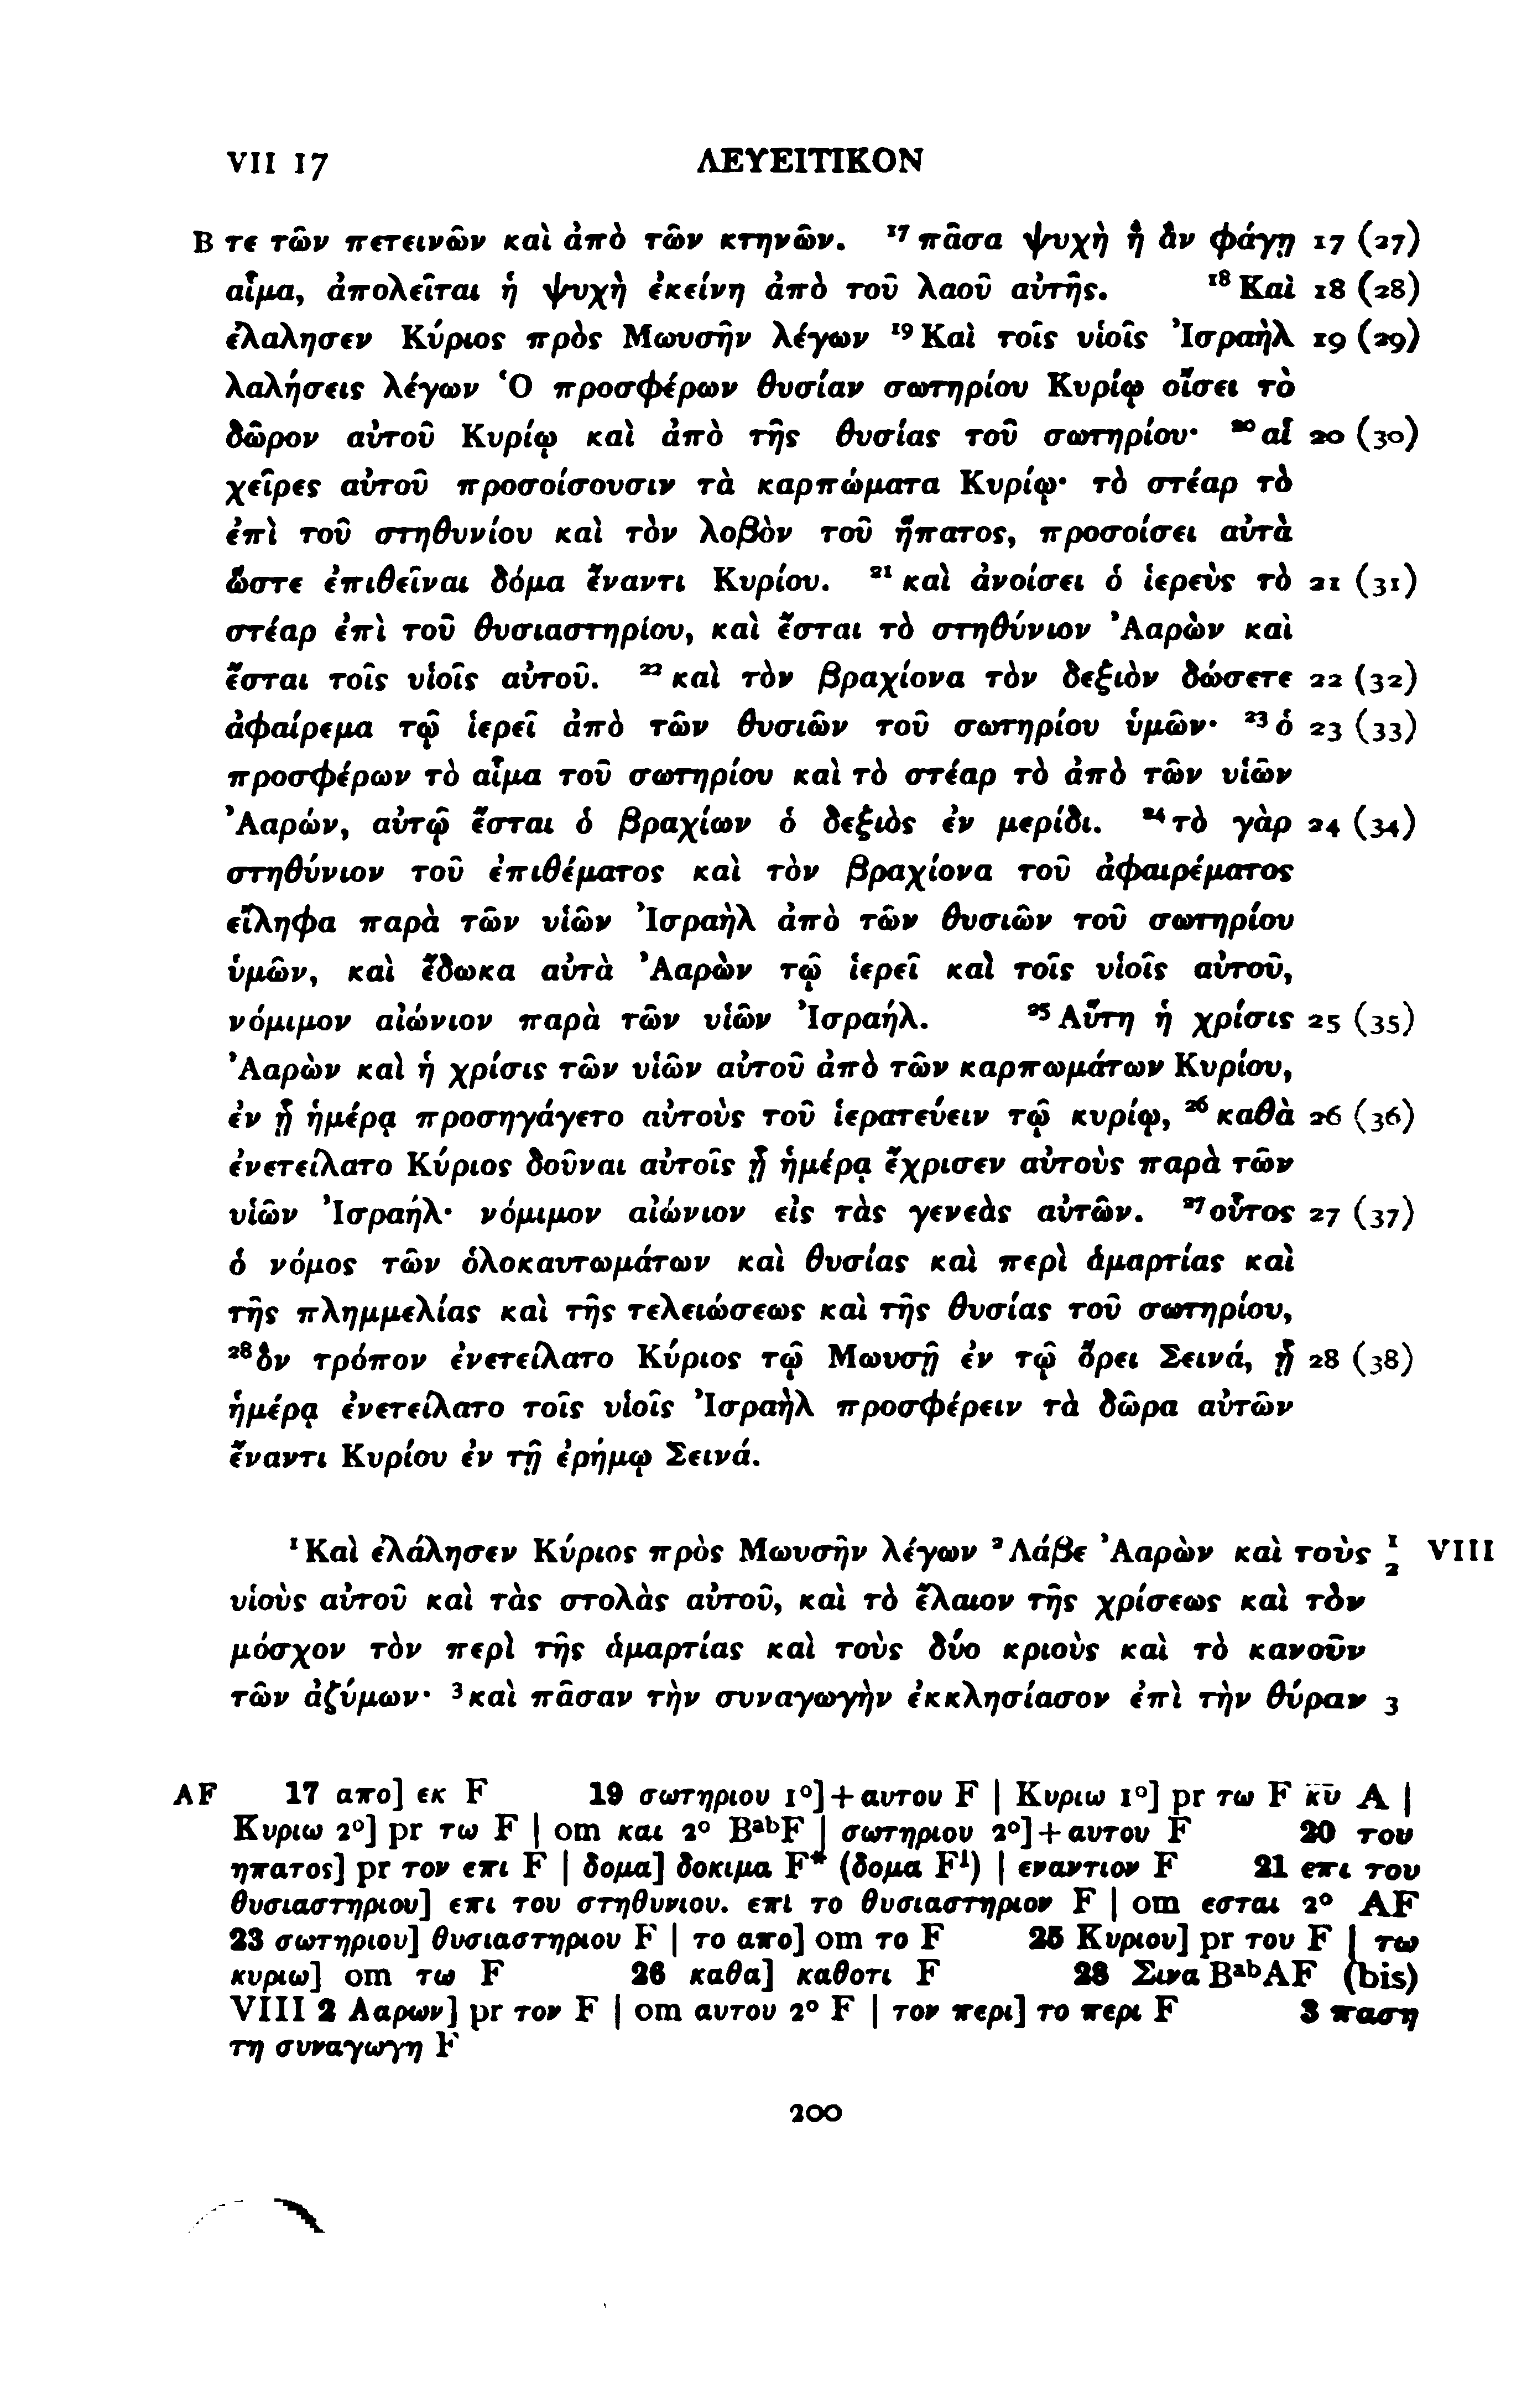 VII 17 ΛΕΥΕΙΤΙΚΟΝ
B τε τῶν πετεινῶν καὶ ἀπὸ τῶν κτηνῶν. ¹⁷πᾶσα ψυχὴ ἣ ἂν φάγῃ 17 (27)
αἷμα, ἀπολεῖται ἡ ψυχὴ ἐκείνη ἀπὸ τοῦ λαοῦ αὐτῆς. ¹⁸Καὶ 18 (28)
ἐλαλησεν Κύριος πρὸς Μωυσῆν λέγων ¹⁹Καὶ τοῖς υἱοῖς Ἰσραὴλ 19 (29)
λαλήσεις λέγων Ὁ προσφέρων θυσίαν σωτηρίου Κυρίῳ οἴσει τὸ
δῶρον αὐτοῦ Κυρίῳ καὶ ἀπὸ τῆς θυσίας τοῦ σωτηρίου· ²⁰αἱ 20 (30)
χεῖρες αὐτοῦ προσοίσουσιν τὰ καρπώματα Κυρίῳ· τὸ στέαρ τὸ
ἐπὶ τοῦ στηθυνίου καὶ τὸν λοβὸν τοῦ ἥπατος, προσοίσει αὐτὰ
ὥστε ἐπιθεῖναι δόμα ἔναντι Κυρίου. ²¹καὶ ἀνοίσει ὁ ἱερεὺς τὸ 21 (31)
στέαρ ἐπὶ τοῦ θυσιαστηρίου, καὶ ἔσται τὸ στηθύνιον Ἀαρὼν καὶ
ἔσται τοῖς υἱοῖς αὐτοῦ. ²²καὶ τὸν βραχίονα τὸν δεξιὸν δώσετε 22 (32)
ἀφαίρεμα τῷ ἱερεῖ ἀπὸ τῶν θυσιῶν τοῦ σωτηρίου ὑμῶν· ²³ὁ 23 (33)
προσφέρων τὸ αἷμα τοῦ σωτηρίου καὶ τὸ στέαρ τὸ ἀπὸ τῶν υἱῶν
Ἀαρών, αὐτῷ ἔσται ὁ βραχίων ὁ δεξιὸς ἐν μερίδι. ²⁴τὸ γὰρ 24 (34)
στηθύνιον τοῦ ἐπιθέματος καὶ τὸν βραχίονα τοῦ ἀφαιρέματος
εἴληφα παρὰ τῶν υἱῶν Ἰσραὴλ ἀπὸ τῶν θυσιῶν τοῦ σωτηρίου
ὑμῶν, καὶ ἔδωκα αὐτὰ Ἀαρὼν τῷ ἱερεῖ καὶ τοῖς υἱοῖς αὐτοῦ,
νόμιμον αἰώνιον παρὰ τῶν υἱῶν Ἰσραήλ. ²⁵Αὕτη ἡ χρίσις 25 (35)
Ἀαρὼν καὶ ἡ χρίσις τῶν υἱῶν αὐτοῦ ἀπὸ τῶν καρπωμάτων Κυρίου,
ἐν ᾗ ἡμέρᾳ προσηγάγετο αὐτοὺς τοῦ ἱερατεύειν τῷ κυρίῳ, ²⁶καθὰ 26 (36)
ἐνετείλατο Κύριος δοῦναι αὐτοῖς ᾗ ἡμέρᾳ ἔχρισεν αὐτοὺς παρὰ τῶν
υἱῶν Ἰσραήλ· νόμιμον αἰώνιον εἰς τὰς γενεὰς αὐτῶν. ²⁷οὗτος 27 (37)
ὁ νόμος τῶν ὁλοκαυτωμάτων καὶ θυσίας καὶ περὶ ἁμαρτίας καὶ
τῆς πλημμελίας καὶ τῆς τελειώσεως καὶ τῆς θυσίας τοῦ σωτηρίου,
²⁸ὃν τρόπον ἐνετείλατο Κύριος τῷ Μωυσῇ ἐν τῷ ὄρει Σεινά, ᾗ 28 (38)
ἡμέρᾳ ἐνετείλατο τοῖς υἱοῖς Ἰσραὴλ προσφέρειν τὰ δῶρα αὐτῶν
ἔναντι Κυρίου ἐν τῇ ἐρήμῳ Σεινά.
¹Καὶ ἐλάλησεν Κύριος πρὸς Μωυσῆν λέγων ²Λάβε Ἀαρὼν καὶ τοὺς 1 2 VIII
υἱοὺς αὐτοῦ καὶ τὰς στολὰς αὐτοῦ, καὶ τὸ ἔλαιον τῆς χρίσεως καὶ τὸν
μόσχον τὸν περὶ τῆς ἁμαρτίας καὶ τοὺς δύο κριοὺς καὶ τὸ κανοῦν
τῶν ἀζύμων· ³καὶ πᾶσαν τὴν συναγωγὴν ἐκκλησίασον ἐπὶ τὴν θύραν 3
AF 17 απο] εκ F 19 σωτηριου 1º]+αυτου F | Κυριω 1º] pr τω F κ̅υ̅ A |
Κυριω 2º] pr τω F | om και 2º BᵃᵇF | σωτηριου 2º]+αυτου F 20 του
ηπατος] pr τον επι F | δομα] δοκιμα F* (δομα F¹) | εναντιον F 21 επι του
θυσιαστηριου] επι του στηθυνιου. επι το θυσιαστηριον F | om εσται 2º AF
23 σωτηριου] θυσιαστηριου F | το απο] om το F 25 Κυριου] pr του F | τω
κυριω] om τω F 26 καθα] καθοτι F 28 Σινα BᵃᵇAF (bis)
VIII 2 Ααρων] pr τον F | om αυτου 2º F | τον περι] το περι F 3 παση
τη συναγωγη F
200